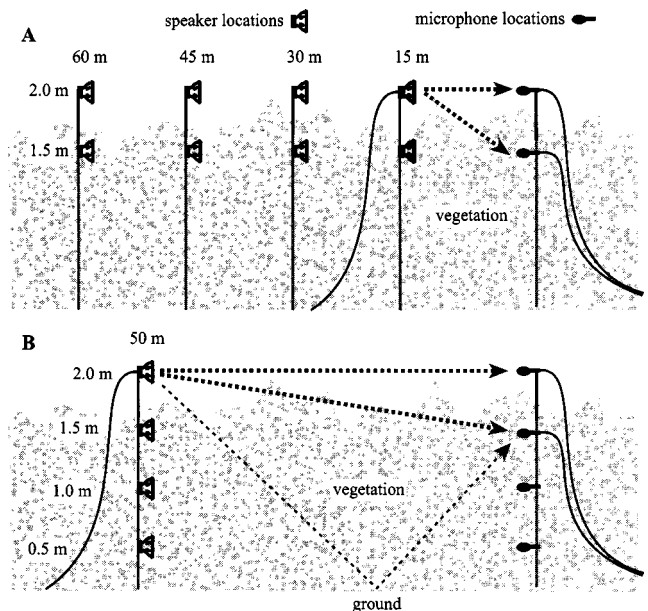 speaker locations
microphone locations
A
60 m 45 m 30 m 15 m
2.0 m
1.5 m
vegetation
B
50 m
2.0 m
1.5 m
vegetation
1.0 m
0.5 m
ground